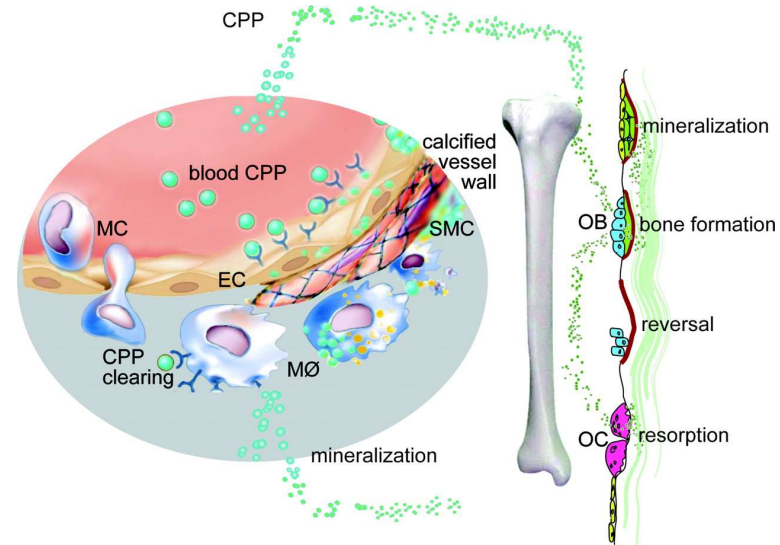 CPP
calcified
vessel
wall
blood CPP
MC
SMC
EC
CPP
clearing
MØ
mineralization
mineralization
OB
bone formation
reversal
OC
resorption